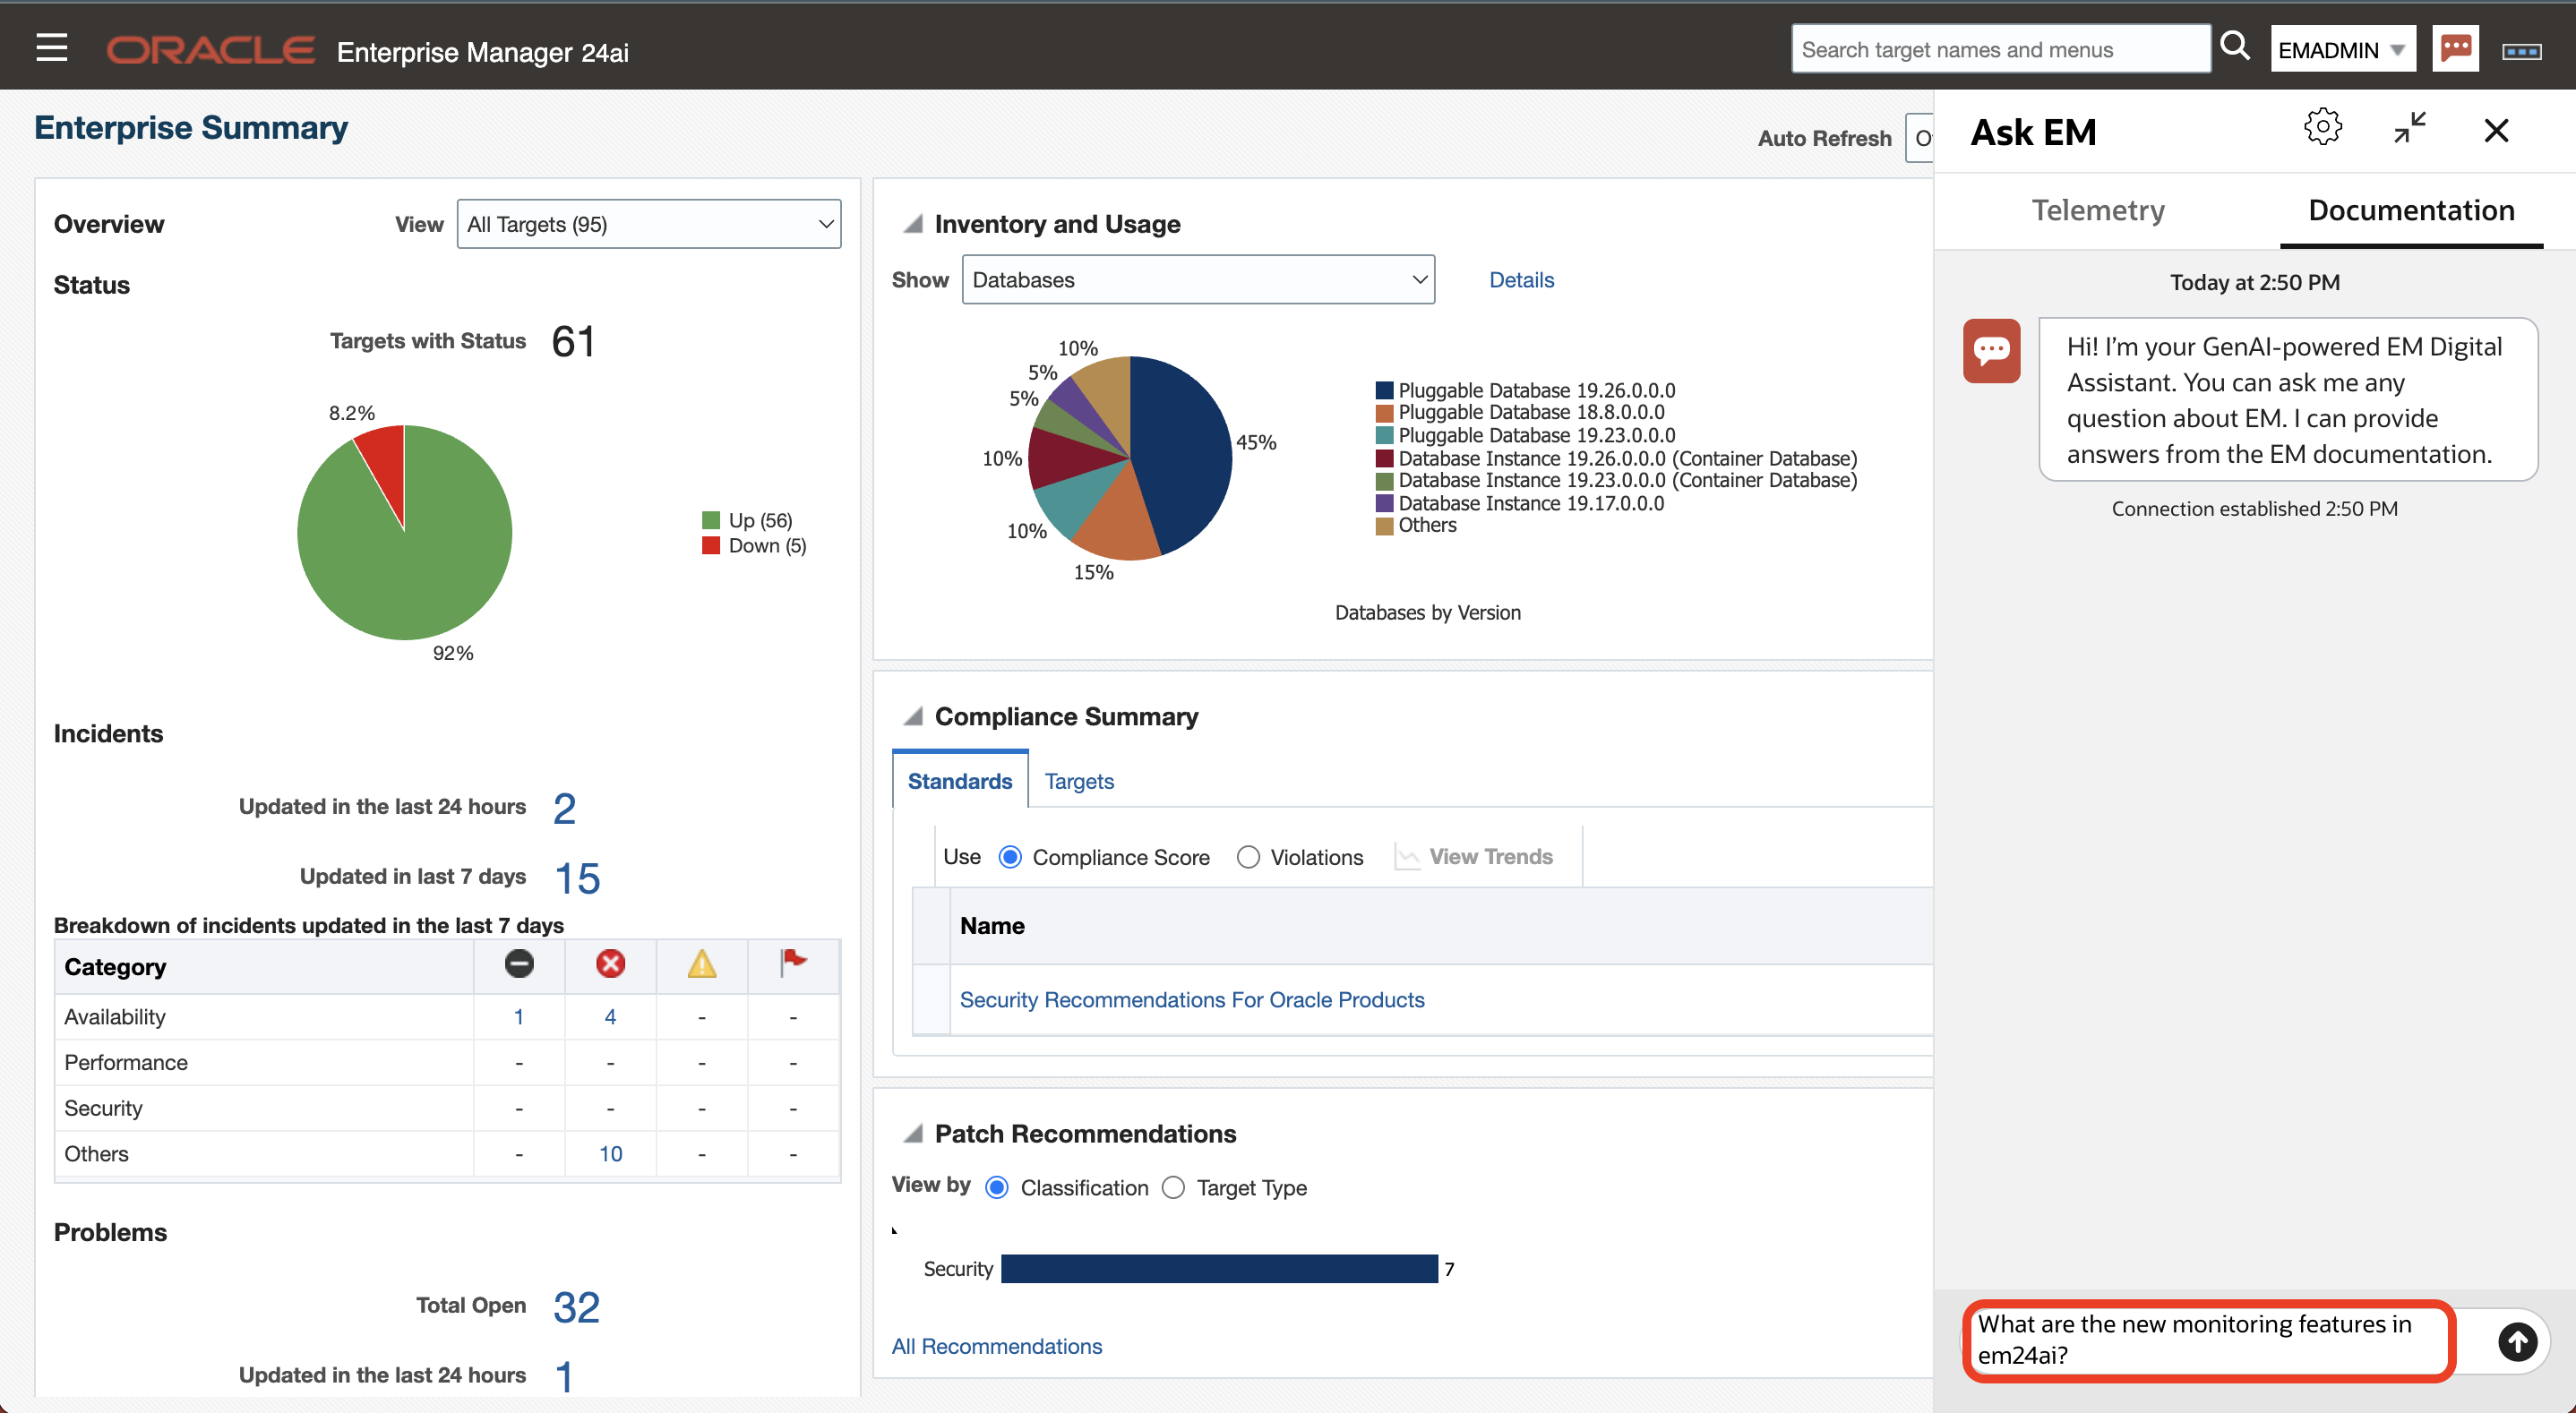 ORACLE Enterprise Manager 24ai
Search target names and menus
EMADMIN
Enterprise Summary
Auto Refresh
Overview
View All Targets (95)
Status
Targets with Status 61
8.2%
92%
Up (56)
Down (5)
Incidents
Updated in the last 24 hours 2
Updated in last 7 days 15
Breakdown of incidents updated in the last 7 days
Category
Availability 1 4 - -
Performance - - - -
Security - - - -
Others - 10 - -
Problems
Total Open 32
Updated in the last 24 hours 1
Inventory and Usage
Show Databases Details
10%
5%
5%
10%
10%
15%
45%
Pluggable Database 19.26.0.0.0
Pluggable Database 18.8.0.0.0
Pluggable Database 19.23.0.0.0
Database Instance 19.26.0.0.0 (Container Database)
Database Instance 19.23.0.0.0 (Container Database)
Database Instance 19.17.0.0.0
Others
Databases by Version
Compliance Summary
Standards Targets
Use Compliance Score Violations View Trends
Name
Security Recommendations For Oracle Products
Patch Recommendations
View by Classification Target Type
Security 7
All Recommendations
Ask EM
Telemetry Documentation
Today at 2:50 PM
Hi! I'm your GenAI-powered EM Digital
Assistant. You can ask me any
question about EM. I can provide
answers from the EM documentation.
Connection established 2:50 PM
What are the new monitoring features in
em24ai?